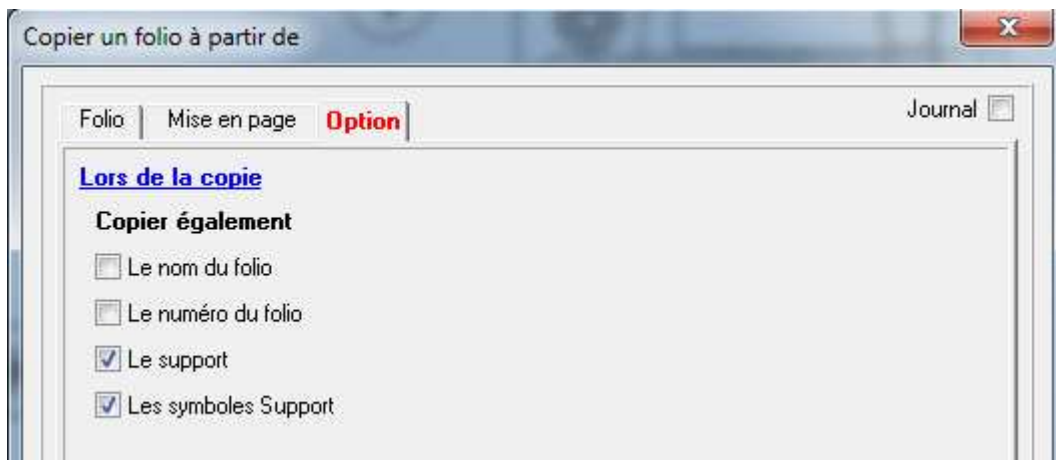 Copier un folio à partir de
Folio Mise en page Option Journal
Lors de la copie
Copier également
Le nom du folio
Le numéro du folio
Le support
Les symboles Support